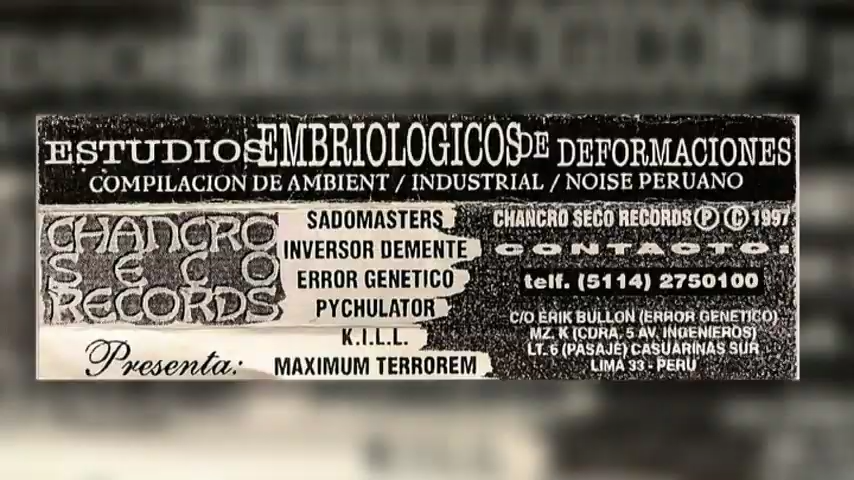 ESTUDIOS EMBRIOLOGICOS DE DEFORMACIONES
COMPILACION DE AMBIENT / INDUSTRIAL / NOISE PERUANO
CHANCRO
SECO
RECORDS
Presenta:
SADOMASTERS
INVERSOR DEMENTE
ERROR GENETICO
PYCHULATOR
K.I.L.L.
MAXIMUM TERROREM
CHANCRO SECO RECORDS Ⓟ Ⓒ 1997
CONTACTO:
telf. (5114) 2750100
C/O ERIK BULLON (ERROR GENETICO)
MZ. K (CDRA. 5 AV. INGENIEROS)
LT. 6 (PASAJE) CASUARINAS SUR
LIMA 33 - PERU